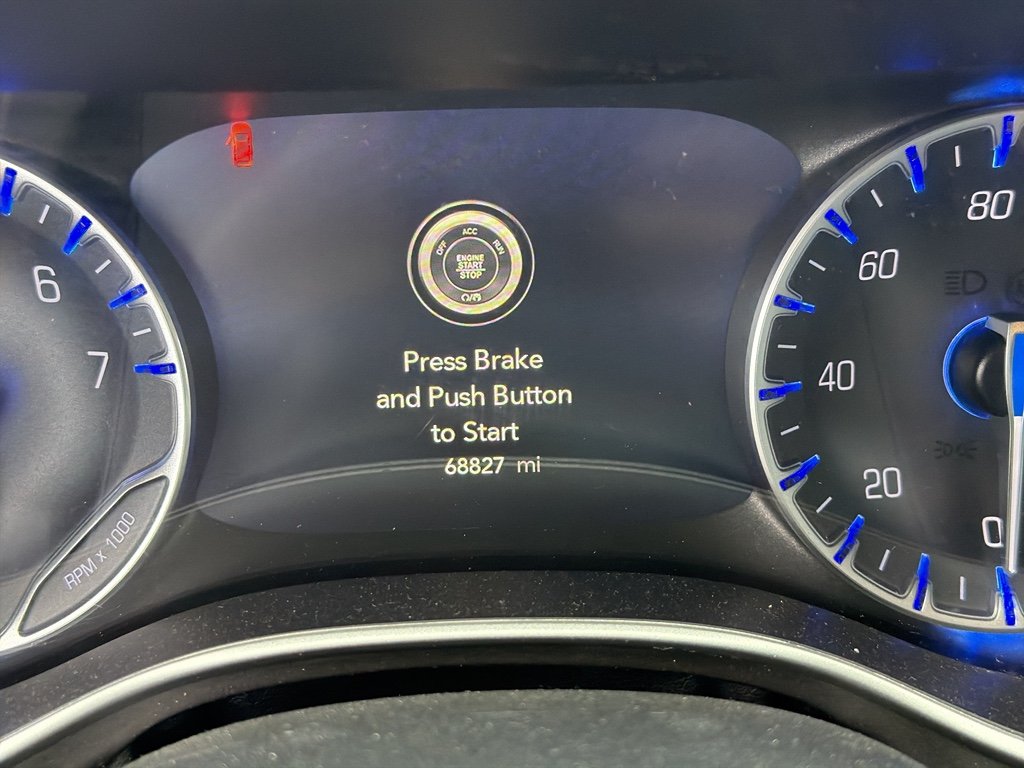 OFF
ACC
RUN
ENGINE
START
STOP
Press Brake
and Push Button
to Start
68827 mi
6
7
RPM x 1000
80
60
40
20
0